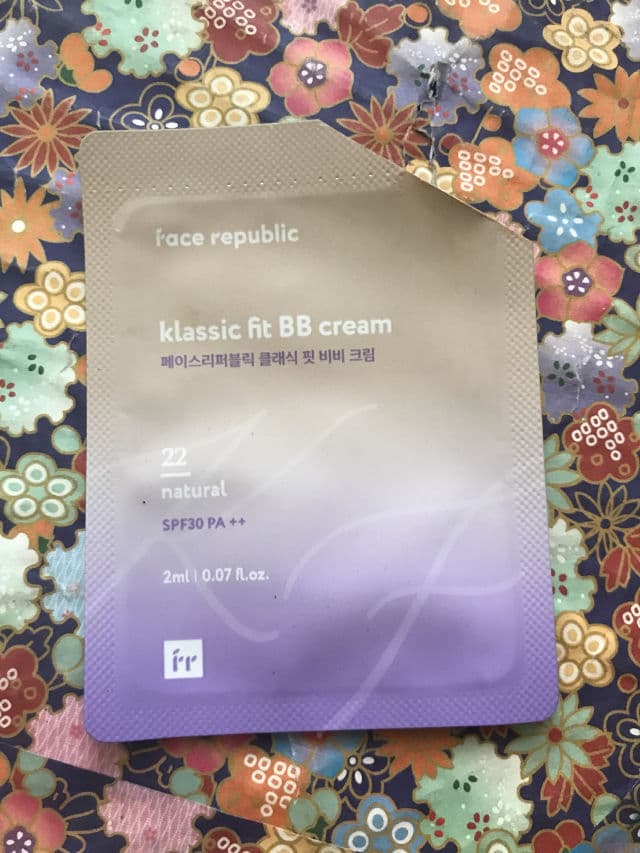 face republic
klassic fit BB cream
페이스리퍼블릭 클래식 핏 비비 크림
22
natural
SPF30 PA ++
2ml | 0.07 fl.oz.
frr